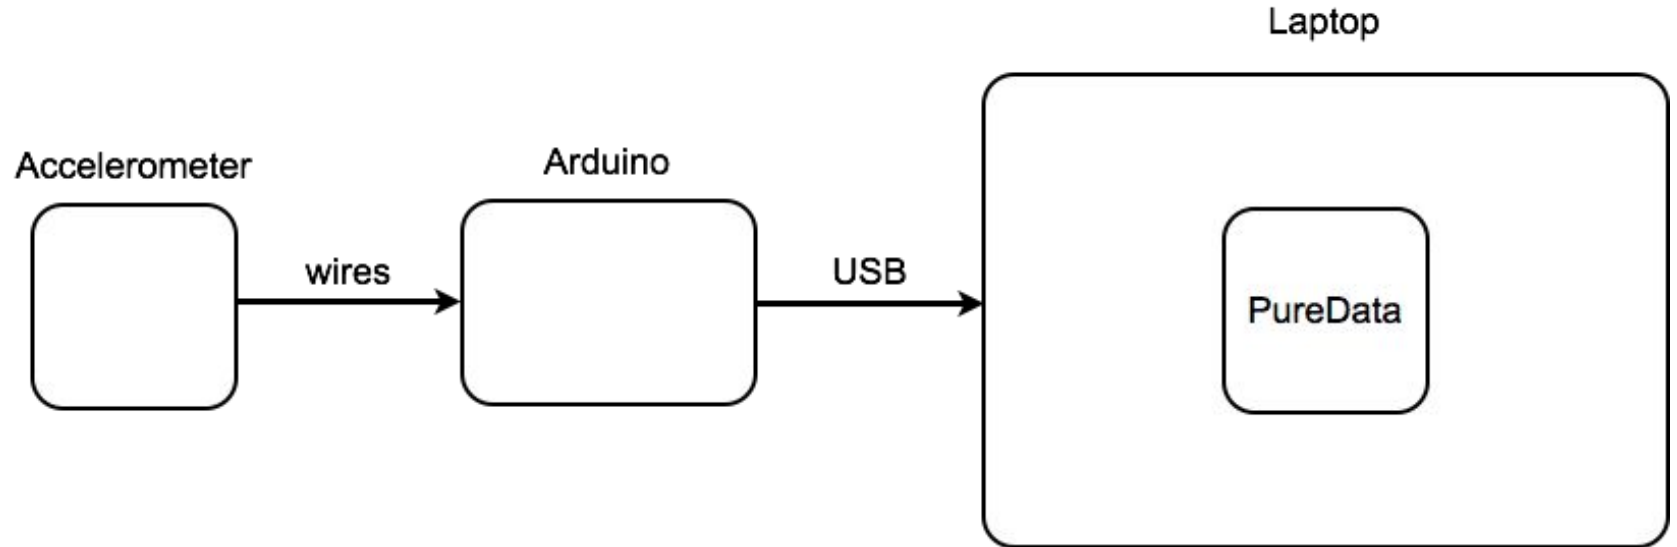 Laptop
Accelerometer
Arduino
wires
USB
PureData